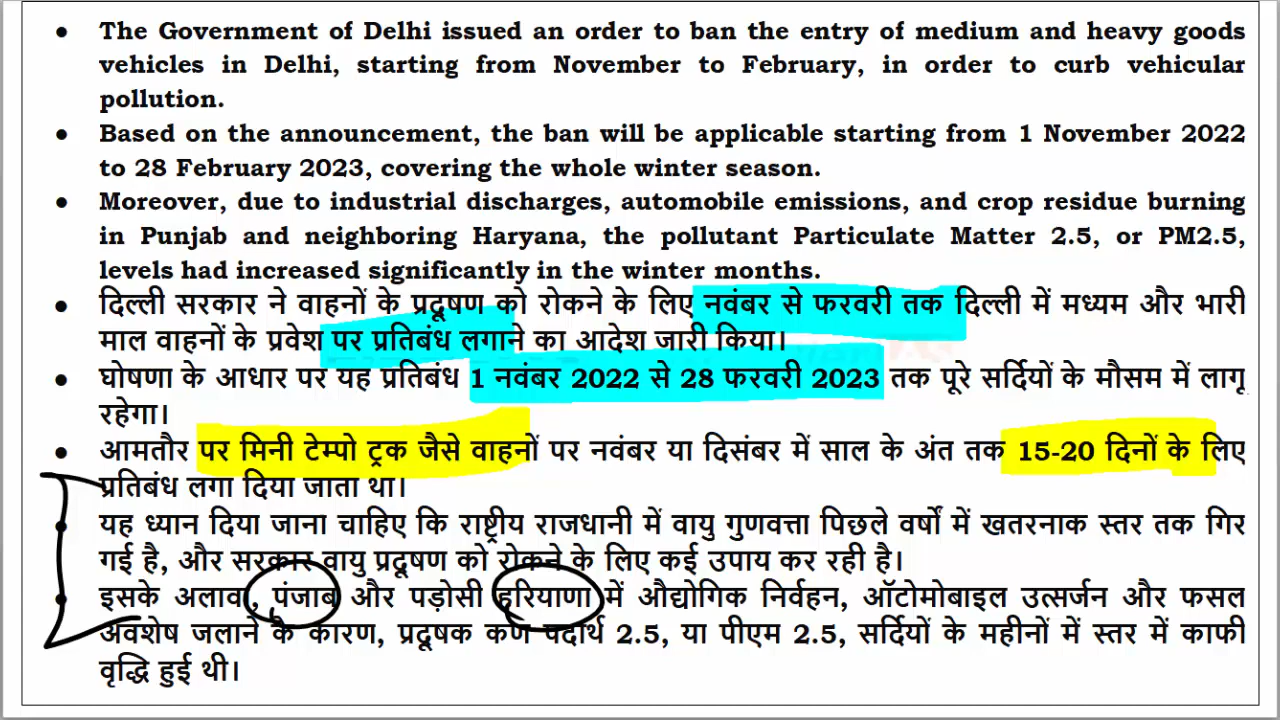 • The Government of Delhi issued an order to ban the entry of medium and heavy goods
vehicles in Delhi, starting from November to February, in order to curb vehicular
pollution.
• Based on the announcement, the ban will be applicable starting from 1 November 2022
to 28 February 2023, covering the whole winter season.
• Moreover, due to industrial discharges, automobile emissions, and crop residue burning
in Punjab and neighboring Haryana, the pollutant Particulate Matter 2.5, or PM2.5,
levels had increased significantly in the winter months.
• दिल्ली सरकार ने वाहनों के प्रदूषण को रोकने के लिए नवंबर से फरवरी तक दिल्ली में मध्यम और भारी
माल वाहनों के प्रवेश पर प्रतिबंध लगाने का आदेश जारी किया।
• घोषणा के आधार पर यह प्रतिबंध 1 नवंबर 2022 से 28 फरवरी 2023 तक पूरे सर्दियों के मौसम में लागू
रहेगा।
• आमतौर पर मिनी टेम्पो ट्रक जैसे वाहनों पर नवंबर या दिसंबर में साल के अंत तक 15-20 दिनों के लिए
प्रतिबंध लगा दिया जाता था।
• यह ध्यान दिया जाना चाहिए कि राष्ट्रीय राजधानी में वायु गुणवत्ता पिछले वर्षों में खतरनाक स्तर तक गिर
गई है, और सरकार वायु प्रदूषण को रोकने के लिए कई उपाय कर रही है।
• इसके अलावा, पंजाब और पड़ोसी हरियाणा में औद्योगिक निर्वहन, ऑटोमोबाइल उत्सर्जन और फसल
अवशेष जलाने के कारण, प्रदूषक कण पदार्थ 2.5, या पीएम 2.5, सर्दियों के महीनों में स्तर में काफी
वृद्धि हुई थी।